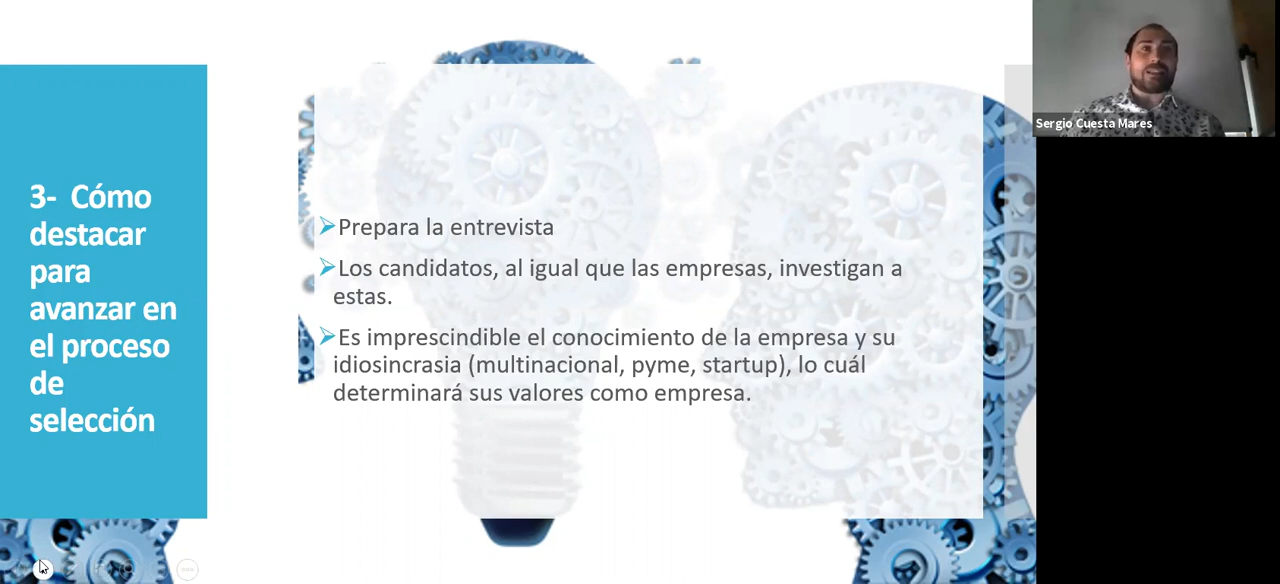 3- Cómo
destacar
para
avanzar en
el proceso
de
selección
Prepara la entrevista
Los candidatos, al igual que las empresas, investigan a
estas.
Es imprescindible el conocimiento de la empresa y su
idiosincrasia (multinacional, pyme, startup), lo cuál
determinará sus valores como empresa.
Sergio Cuesta Mares